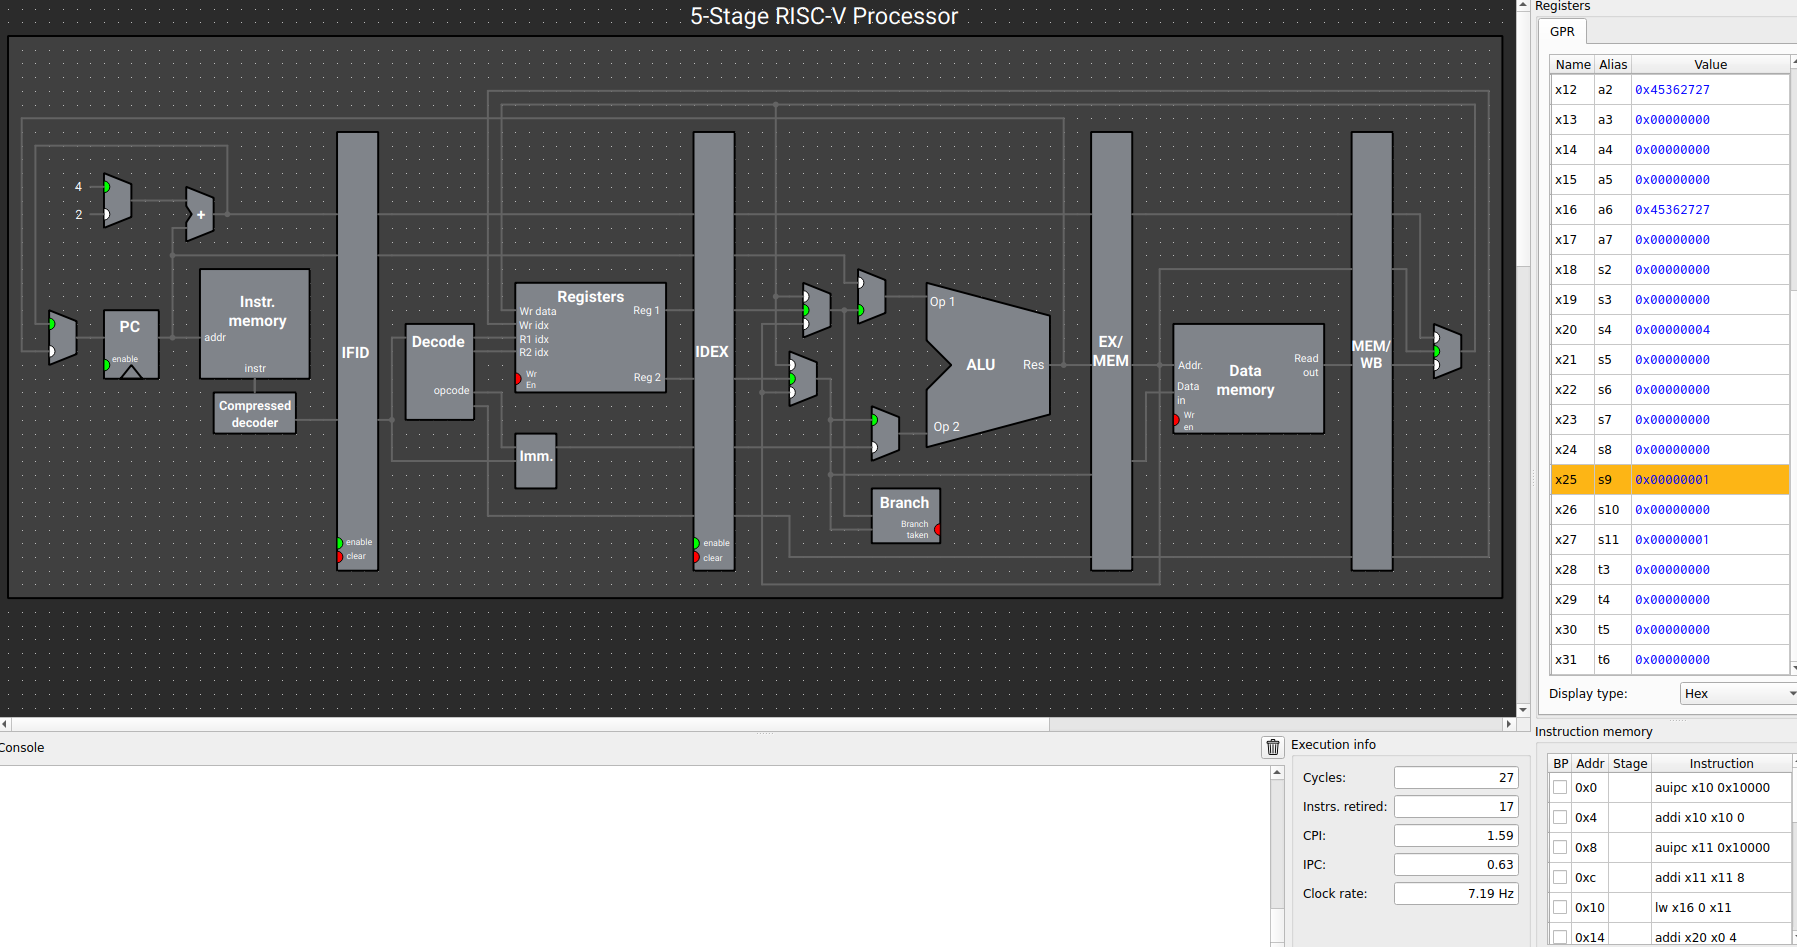 5-Stage RISC-V Processor
4
2
+
PC
enable
Instr.
memory
addr
instr
Compressed
decoder
IFID
enable
clear
Decode
opcode
Registers
Wr data
Wr idx
R1 idx
R2 idx
Wr
En
Reg 1
Reg 2
Imm.
IDEX
enable
clear
Op 1
ALU
Res
Op 2
Branch
Branch
taken
EX/
MEM
Addr.
Data
in
Wr
en
Data
memory
Read
out
MEM/
WB
Registers
GPR
Name Alias Value
x12 a2 0x45362727
x13 a3 0x00000000
x14 a4 0x00000000
x15 a5 0x00000000
x16 a6 0x45362727
x17 a7 0x00000000
x18 s2 0x00000000
x19 s3 0x00000000
x20 s4 0x00000004
x21 s5 0x00000000
x22 s6 0x00000000
x23 s7 0x00000000
x24 s8 0x00000000
x25 s9 0x00000001
x26 s10 0x00000000
x27 s11 0x00000001
x28 t3 0x00000000
x29 t4 0x00000000
x30 t5 0x00000000
x31 t6 0x00000000
Display type: Hex
Console
Execution info
Cycles: 27
Instrs. retired: 17
CPI: 1.59
IPC: 0.63
Clock rate: 7.19 Hz
Instruction memory
BP Addr Stage Instruction
0x0 auipc x10 0x10000
0x4 addi x10 x10 0
0x8 auipc x11 0x10000
0xc addi x11 x11 8
0x10 lw x16 0 x11
0x14 addi x20 x0 4